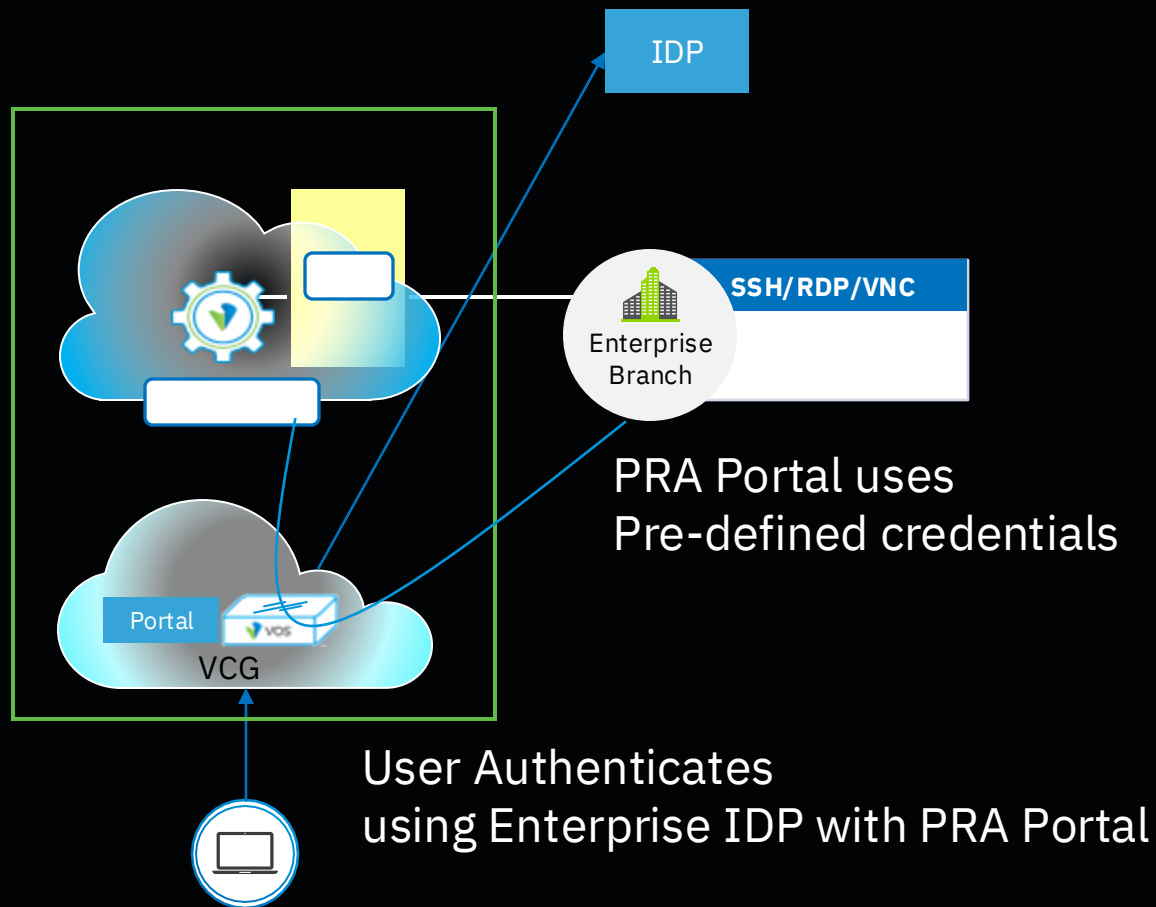 IDP
SSH/RDP/VNC
Enterprise
Branch
PRA Portal uses
Pre-defined credentials
Portal
VOS
VCG
User Authenticates
using Enterprise IDP with PRA Portal